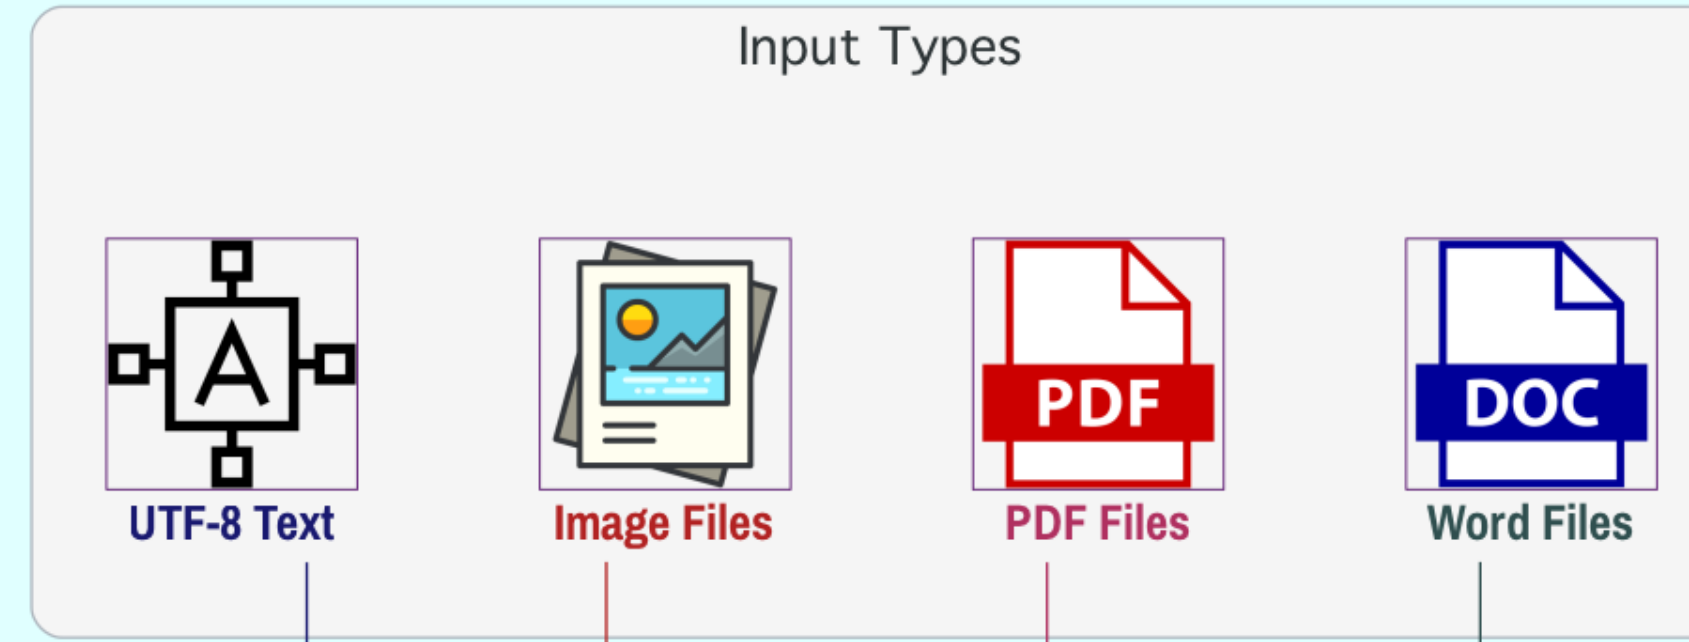 Input Types
A
PDF
DOC
UTF-8 Text
Image Files
PDF Files
Word Files